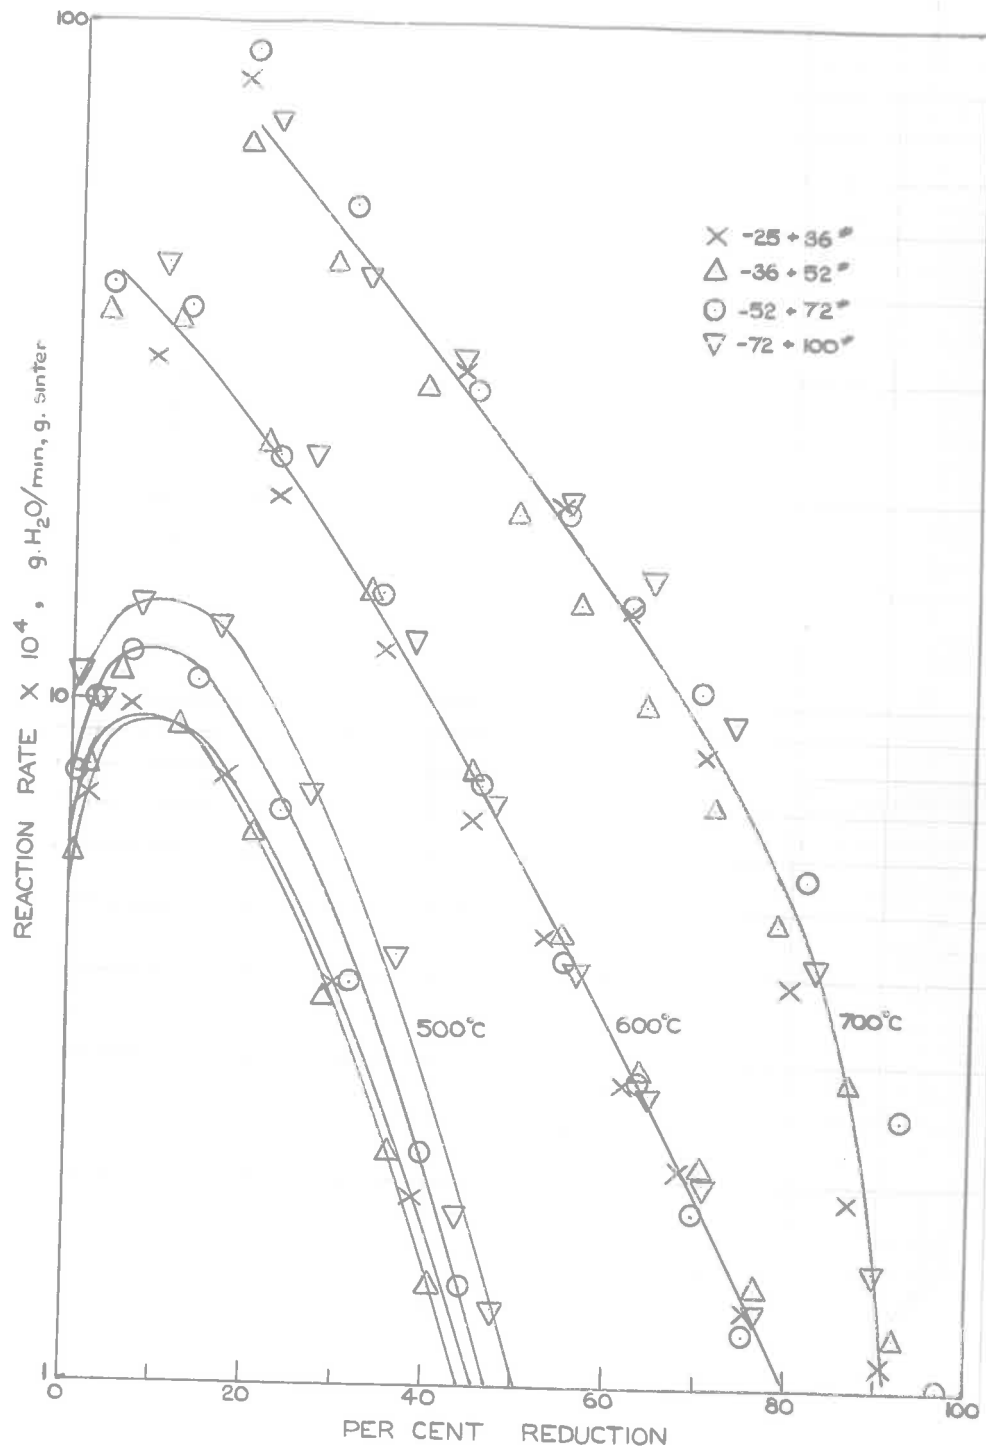 100
× -25 + 36#
△ -36 + 52#
○ -52 + 72#
▽ -72 + 100#
REACTION RATE × 10⁴, g.H₂O/min, g. sinter
10
500°C
600°C
700°C
1
0 20 40 60 80 100
PER CENT REDUCTION